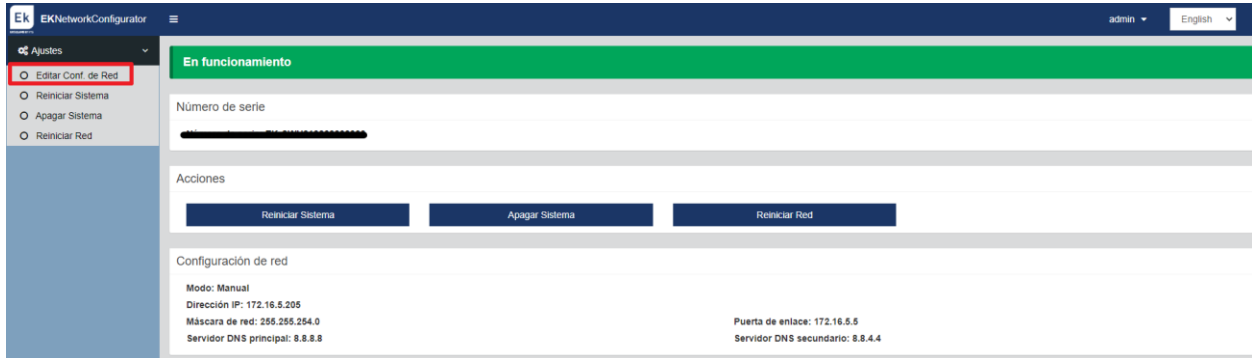 Ek EKNetworkConfigurator admin English
Ajustes
Editar Conf. de Red
Reiniciar Sistema
Apagar Sistema
Reiniciar Red
En funcionamiento
Número de serie
Acciones
Reiniciar Sistema Apagar Sistema Reiniciar Red
Configuración de red
Modo: Manual
Dirección IP: 172.16.5.205
Máscara de red: 255.255.254.0 Puerta de enlace: 172.16.5.5
Servidor DNS principal: 8.8.8.8 Servidor DNS secundario: 8.8.4.4